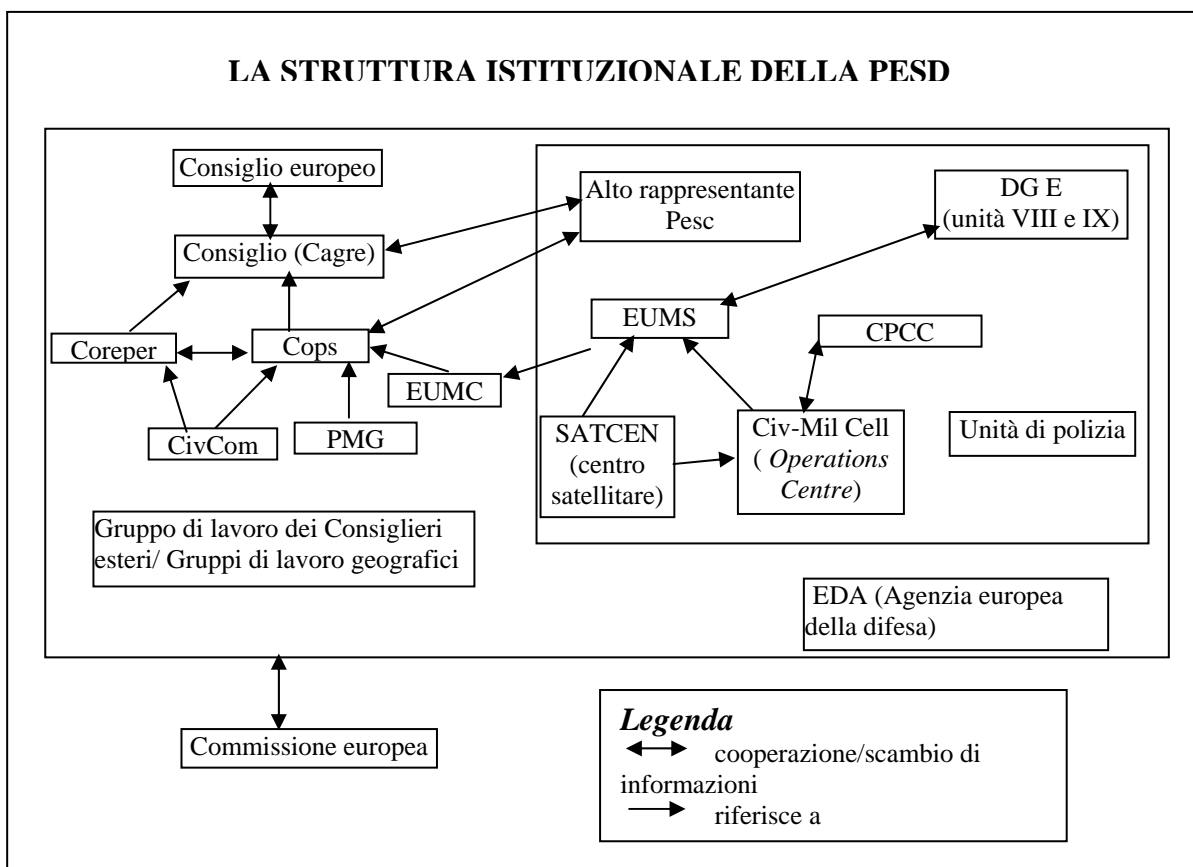 LA STRUTTURA ISTITUZIONALE DELLA PESD
Consiglio europeo
Consiglio (Cagre)
Coreper
Cops
EUMC
CivCom
PMG
Gruppo di lavoro dei Consiglieri
esteri/ Gruppi di lavoro geografici
Alto rappresentante
Pesc
DG E
(unità VIII e IX)
EUMS
CPCC
SATCEN
(centro
satellitare)
Civ-Mil Cell
( Operations
Centre)
Unità di polizia
EDA (Agenzia europea
della difesa)
Commissione europea
Legenda
cooperazione/scambio di
informazioni
riferisce a